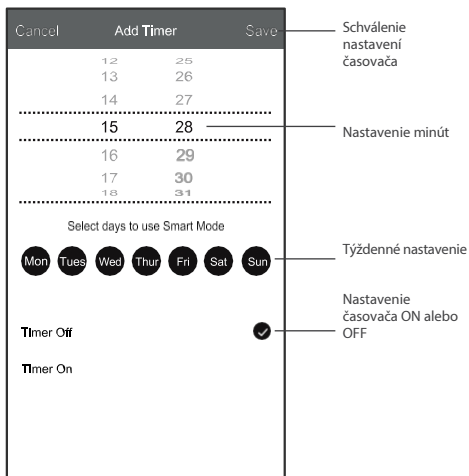 Cancel Add Timer Save
12 25
13 26
14 27
15 28
16 29
17 30
18 31
Select days to use Smart Mode
Mon Tues Wed Thur Fri Sat Sun
Timer Off
Timer On
Schválenie
nastavení
časovača
Nastavenie minút
Týždenné nastavenie
Nastavenie
časovača ON alebo
OFF